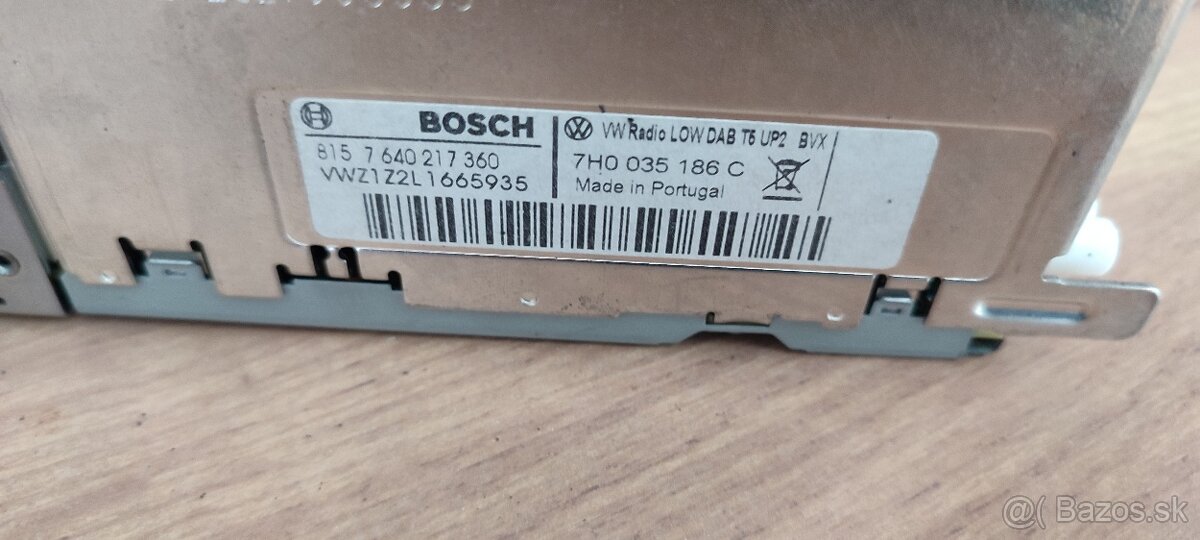 BOSCH
815 7 640 217 360
VWZ1Z2L1665935
VW Radio LOW DAB T5 UP2 BVX
7H0 035 186 C
Made in Portugal
@( Bazos.sk